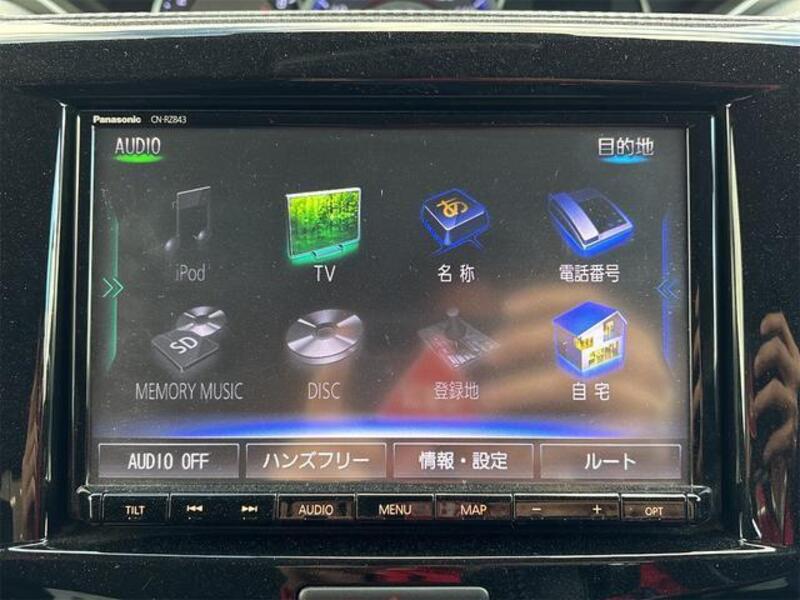 Panasonic CN-RZ843
AUDIO 目的地
iPod TV 名称 電話番号
あ
SD
MEMORY MUSIC DISC 登録地 自宅
AUDIO OFF ハンズフリー 情報・設定 ルート
TILT AUDIO MENU MAP − + OPT